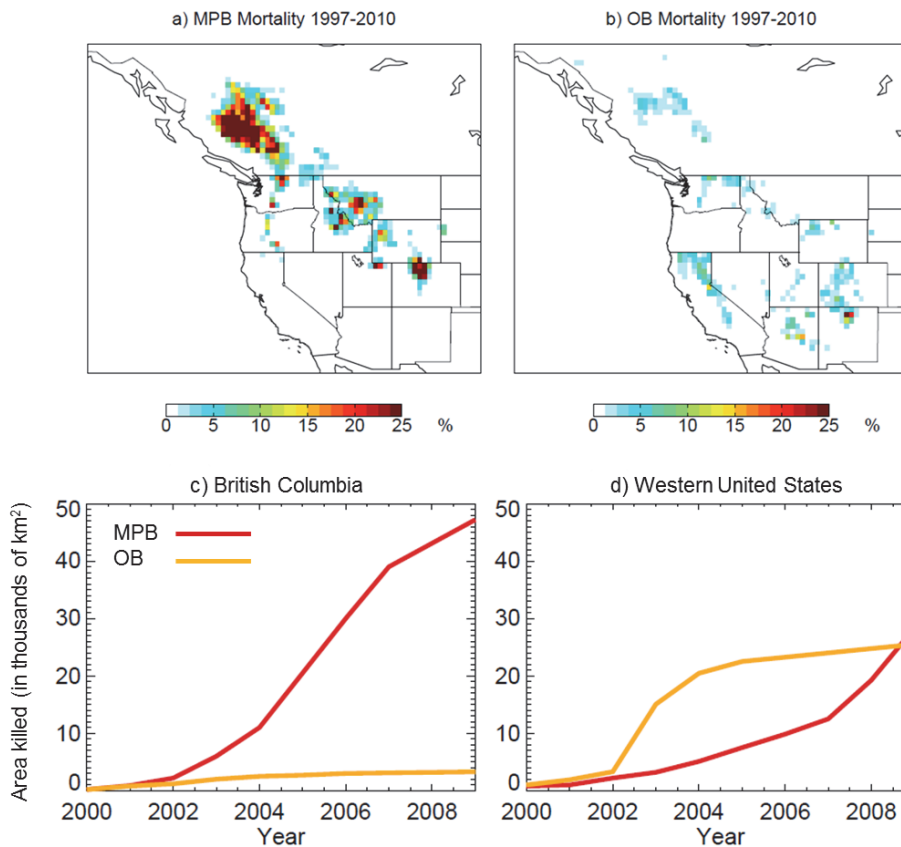 a) MPB Mortality 1997-2010
b) OB Mortality 1997-2010
0 5 10 15 20 25 %
0 5 10 15 20 25 %
c) British Columbia
d) Western United States
Area killed (in thousands of km²)
50
40
30
20
10
0
MPB
OB
2000 2002 2004 2006 2008
Year
50
40
30
20
10
0
2000 2002 2004 2006 2008
Year